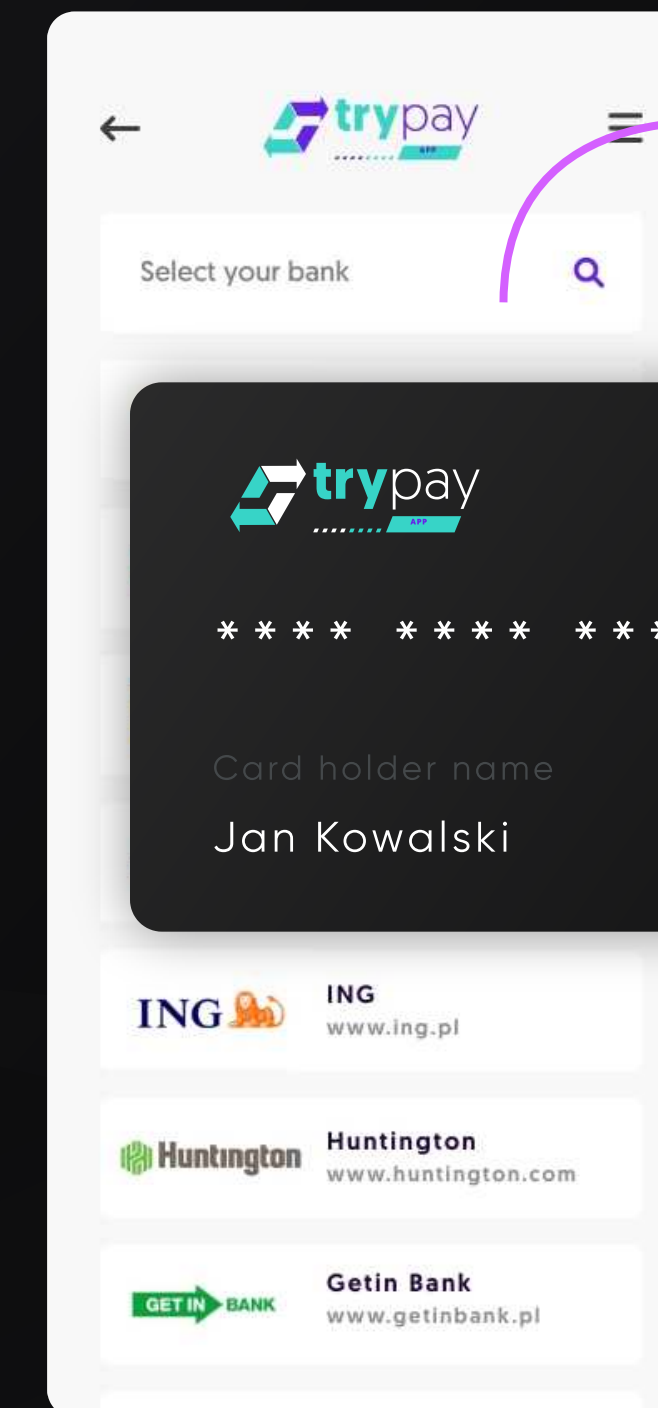 trypay
APP
Select your bank
trypay
APP
**** **** ***
Card holder name
Jan Kowalski
ING
ING
www.ing.pl
Huntington
Huntington
www.huntington.com
GET IN BANK
Getin Bank
www.getinbank.pl